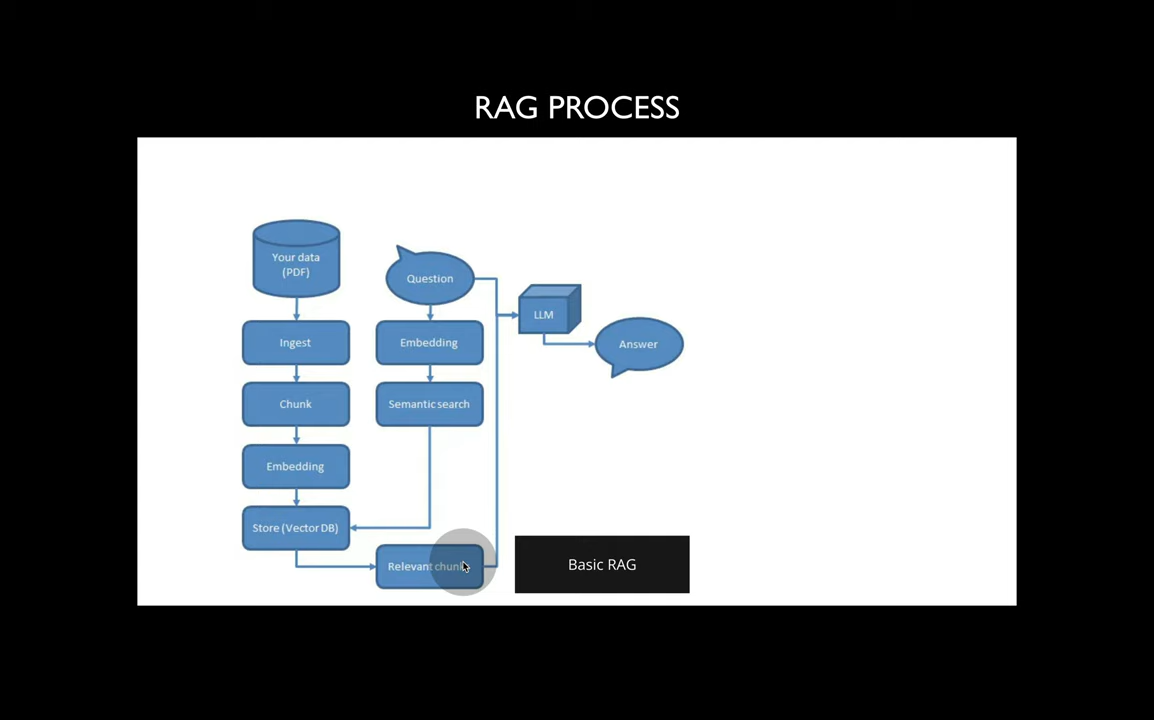 RAG PROCESS
Your data
(PDF)
Ingest
Chunk
Embedding
Store (Vector DB)
Question
Embedding
Semantic search
Relevant chunk
LLM
Answer
Basic RAG